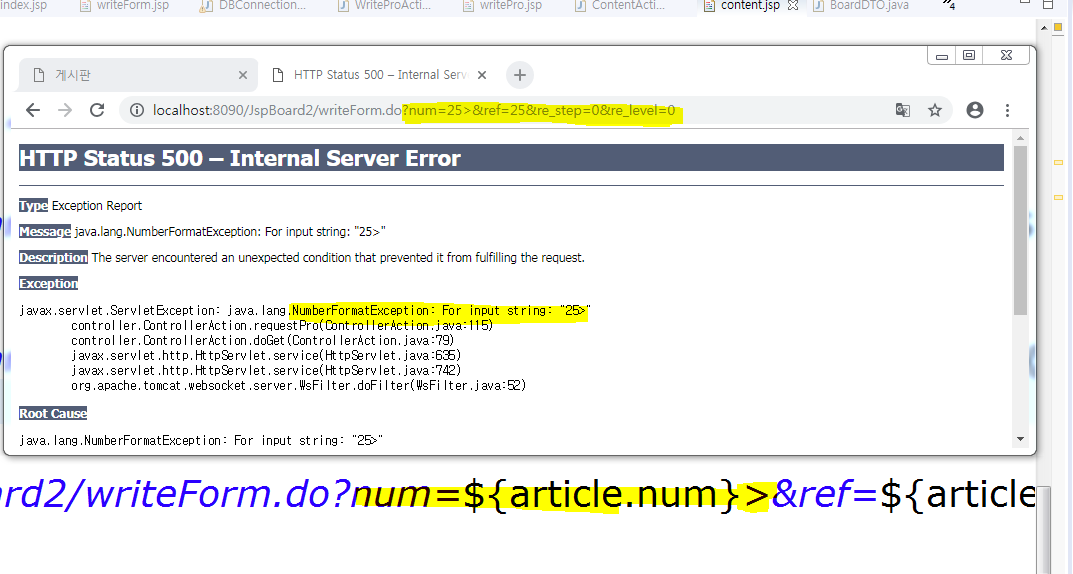 index.jsp writeForm.jsp DBConnection... WriteProActi... writePro.jsp ContentActi... content.jsp BoardDTO.java »4
게시판 HTTP Status 500 – Internal Serv
localhost:8090/JspBoard2/writeForm.do?num=25>&ref=25&re_step=0&re_level=0
HTTP Status 500 – Internal Server Error
Type Exception Report
Message java.lang.NumberFormatException: For input string: "25>"
Description The server encountered an unexpected condition that prevented it from fulfilling the request.
Exception
javax.servlet.ServletException: java.lang.NumberFormatException: For input string: "25>"
controller.ControllerAction.requestPro(ControllerAction.java:115)
controller.ControllerAction.doGet(ControllerAction.java:79)
javax.servlet.http.HttpServlet.service(HttpServlet.java:635)
javax.servlet.http.HttpServlet.service(HttpServlet.java:742)
org.apache.tomcat.websocket.server.WsFilter.doFilter(WsFilter.java:52)
Root Cause
java.lang.NumberFormatException: For input string: "25>"
ard2/writeForm.do?num=${article.num}>&ref=${article